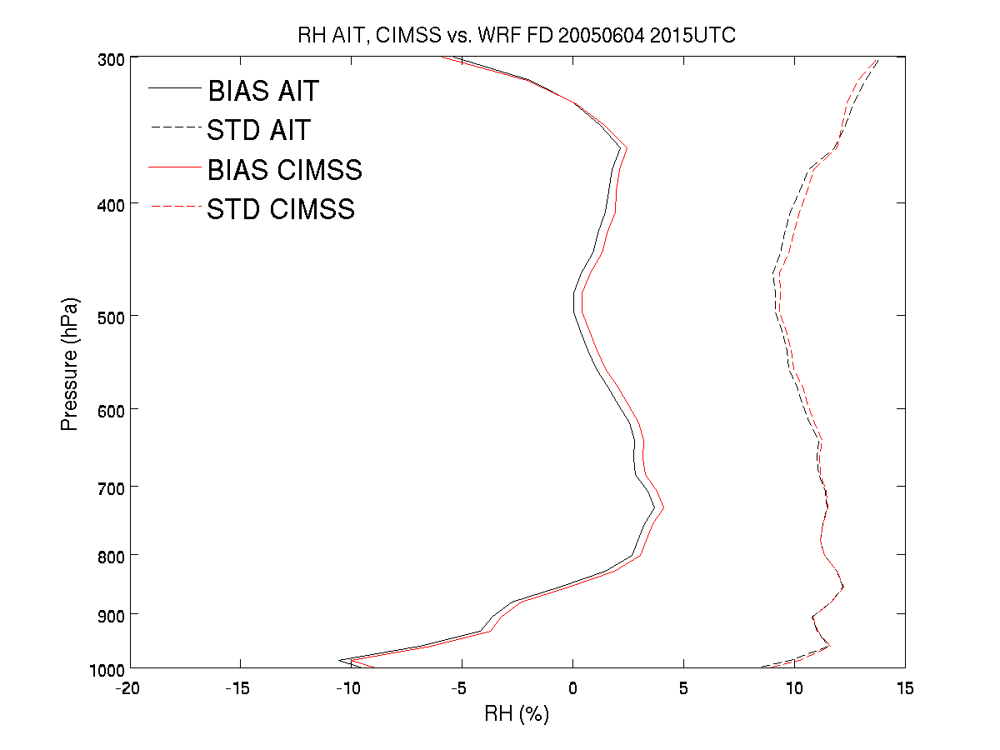 RH AIT, CIMSS vs. WRF FD 20050604 2015UTC
BIAS AIT
STD AIT
BIAS CIMSS
STD CIMSS
Pressure (hPa)
300
400
500
600
700
800
900
1000
-20 -15 -10 -5 0 5 10 15
RH (%)